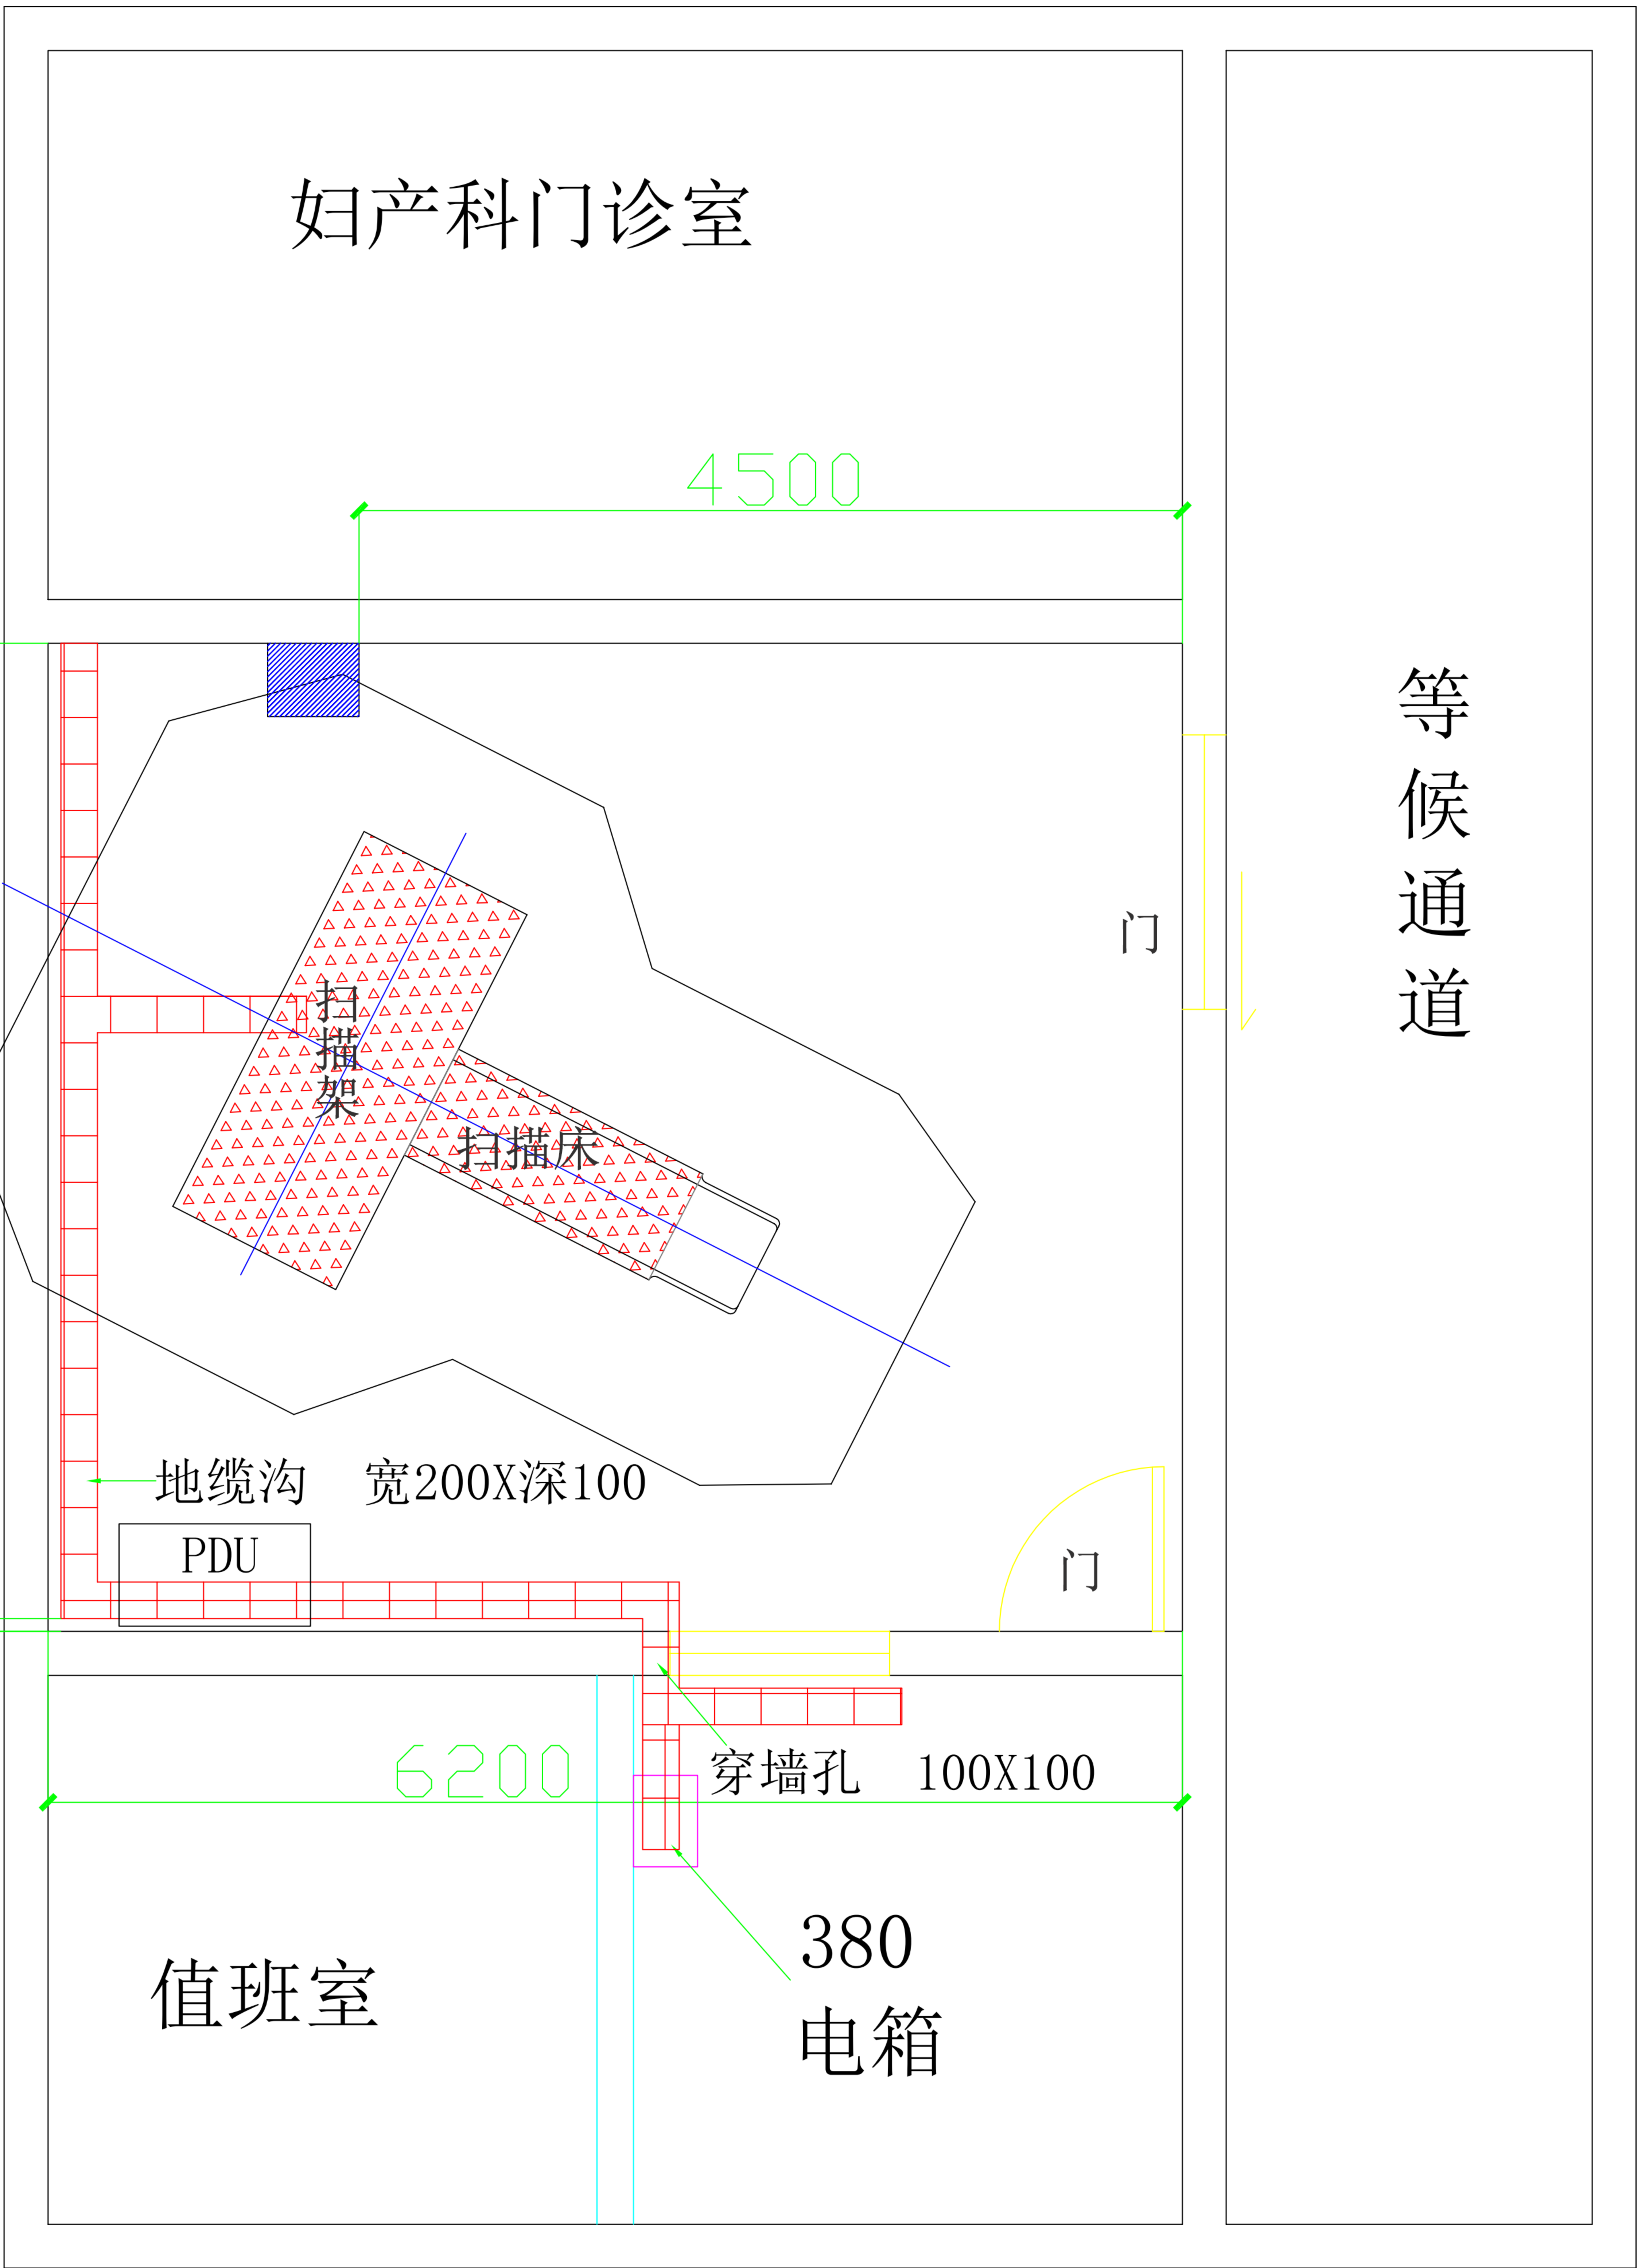 妇产科门诊室
4500
等候通道
门
扫描架
扫描床
地缆沟 宽200X深100
PDU
门
穿墙孔 100X100
6200
380
电箱
值班室